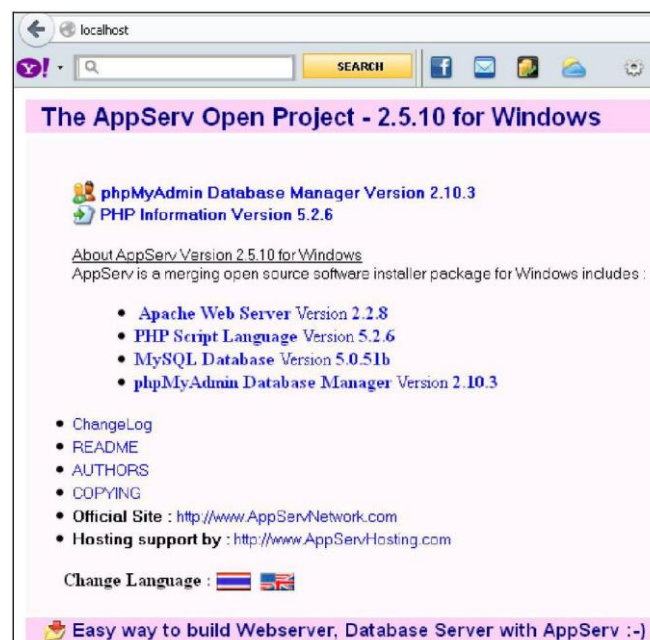 localhost
Y!
SEARCH
The AppServ Open Project - 2.5.10 for Windows
phpMyAdmin Database Manager Version 2.10.3
PHP Information Version 5.2.6
About AppServ Version 2.5.10 for Windows
AppServ is a merging open source software installer package for Windows includes :
• Apache Web Server Version 2.2.8
• PHP Script Language Version 5.2.6
• MySQL Database Version 5.0.51b
• phpMyAdmin Database Manager Version 2.10.3
• ChangeLog
• README
• AUTHORS
• COPYING
• Official Site : http://www.AppServNetwork.com
• Hosting support by : http://www.AppServHosting.com
Change Language :
Easy way to build Webserver, Database Server with AppServ :-)